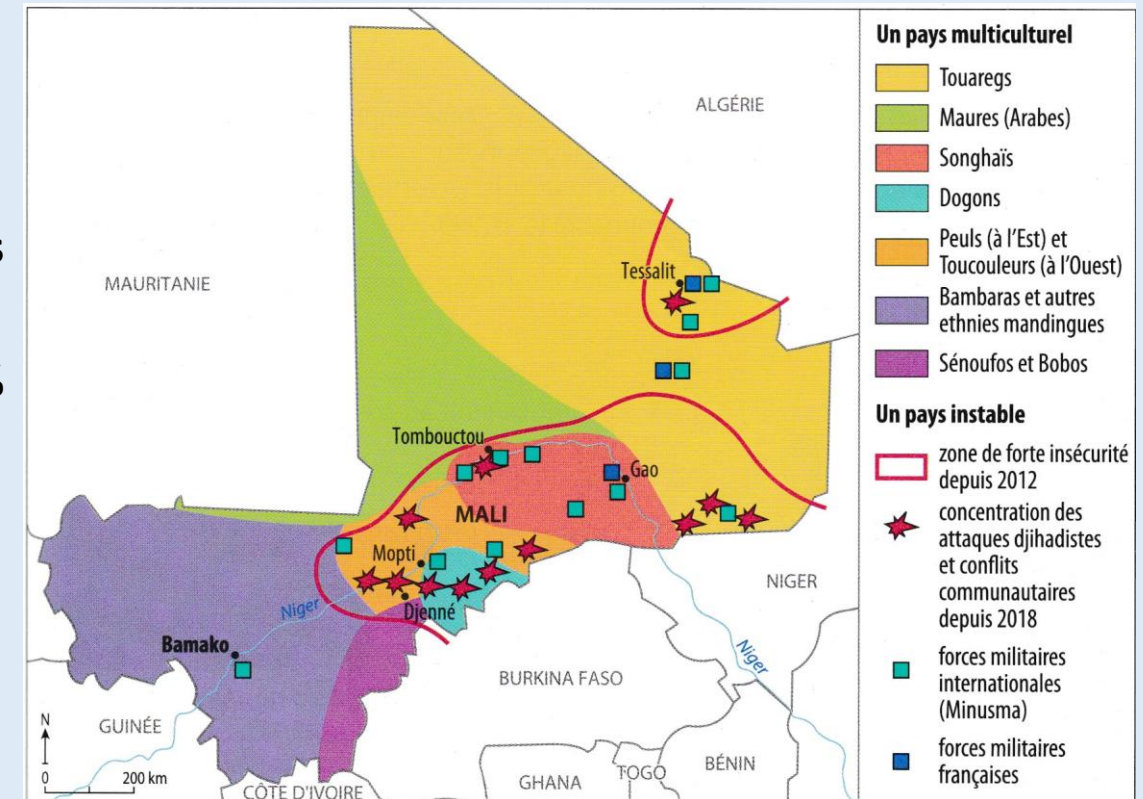 s
s
ALGÉRIE
MAURITANIE
Tessalit
Tombouctou
Gao
MALI
Mopti
NIGER
Niger
Djenné
Bamako
Niger
BURKINA FASO
GUINÉE
BÉNIN
TOGO
GHANA
CÔTE D'IVOIRE
N
0 200 km
Un pays multiculturel
Touaregs
Maures (Arabes)
Songhaïs
Dogons
Peuls (à l'Est) et
Toucouleurs (à l'Ouest)
Bambaras et autres
ethnies mandingues
Sénoufos et Bobos
Un pays instable
zone de forte insécurité
depuis 2012
concentration des
attaques djihadistes
et conflits
communautaires
depuis 2018
forces militaires
internationales
(Minusma)
forces militaires
françaises